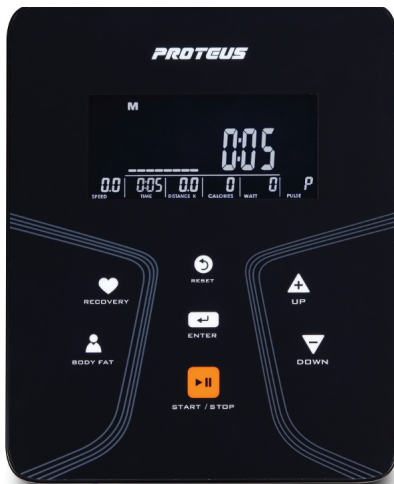 PROTEUS
M
0:05
0.0 0:05 0.0 0 0 P
SPEED TIME DISTANCE K CALORIES WATT PULSE
RESET
RECOVERY
UP
ENTER
BODY FAT
DOWN
START / STOP